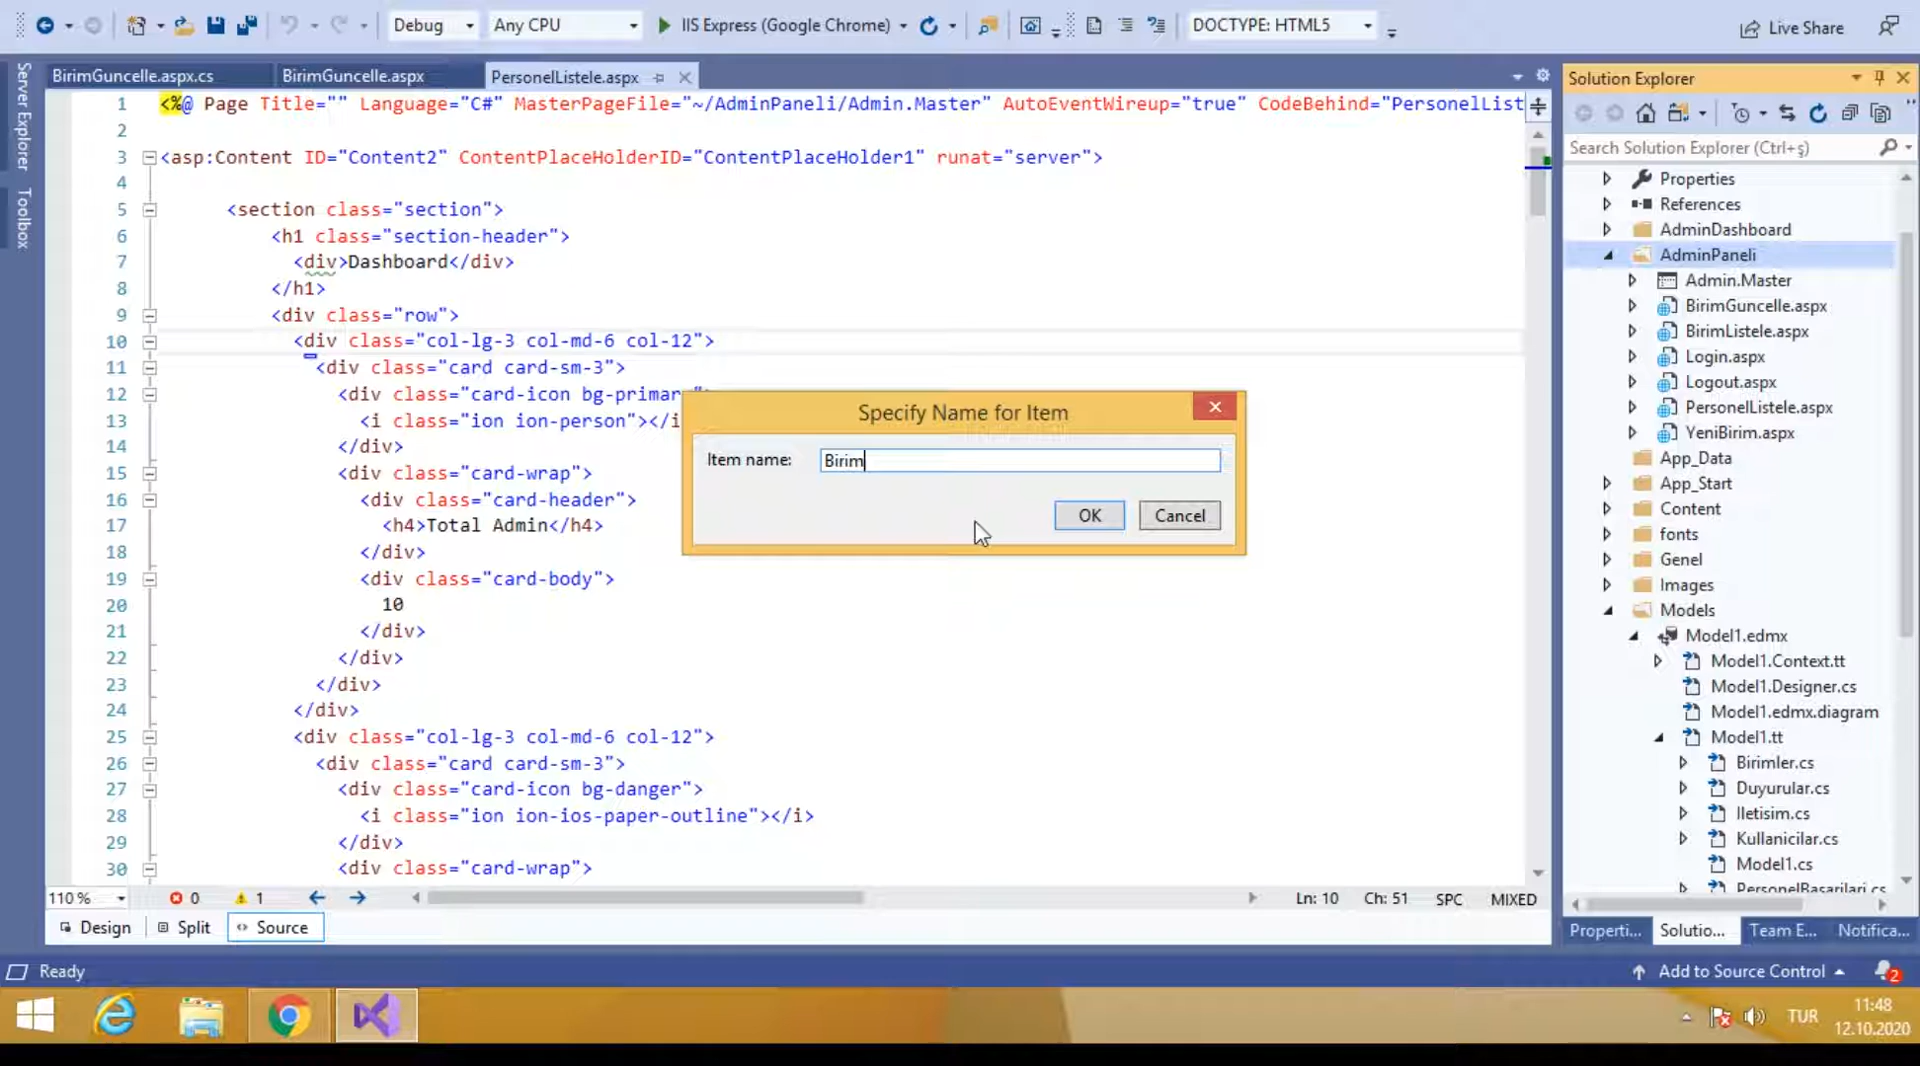 Debug
Any CPU
IIS Express (Google Chrome)
DOCTYPE: HTML5
Live Share
Server Explorer
Toolbox
BirimGuncelle.aspx.cs
BirimGuncelle.aspx
PersonelListele.aspx
1 <%@ Page Title="" Language="C#" MasterPageFile="~/AdminPaneli/Admin.Master" AutoEventWireup="true" CodeBehind="PersonelList
2
3 <asp:Content ID="Content2" ContentPlaceHolderID="ContentPlaceHolder1" runat="server">
4
5 <section class="section">
6 <h1 class="section-header">
7 <div>Dashboard</div>
8 </h1>
9 <div class="row">
10 <div class="col-lg-3 col-md-6 col-12">
11 <div class="card card-sm-3">
12 <div class="card-icon bg-primar
13 <i class="ion ion-person"></i
14 </div>
15 <div class="card-wrap">
16 <div class="card-header">
17 <h4>Total Admin</h4>
18 </div>
19 <div class="card-body">
20 10
21 </div>
22 </div>
23 </div>
24 </div>
25 <div class="col-lg-3 col-md-6 col-12">
26 <div class="card card-sm-3">
27 <div class="card-icon bg-danger">
28 <i class="ion ion-ios-paper-outline"></i>
29 </div>
30 <div class="card-wrap">
Specify Name for Item
Item name: Birim
OK
Cancel
110 %
0
1
Ln: 10
Ch: 51
SPC
MIXED
Design
Split
Source
Solution Explorer
Search Solution Explorer (Ctrl+ş)
Properties
References
AdminDashboard
AdminPaneli
Admin.Master
BirimGuncelle.aspx
BirimListele.aspx
Login.aspx
Logout.aspx
PersonelListele.aspx
YeniBirim.aspx
App_Data
App_Start
Content
fonts
Genel
Images
Models
Model1.edmx
Model1.Context.tt
Model1.Designer.cs
Model1.edmx.diagram
Model1.tt
Birimler.cs
Duyurular.cs
Iletisim.cs
Kullanicilar.cs
Model1.cs
PersonelBasarilari.cs
Properti...
Solutio...
Team E...
Notifica...
Ready
Add to Source Control
2
TUR
11:48
12.10.2020